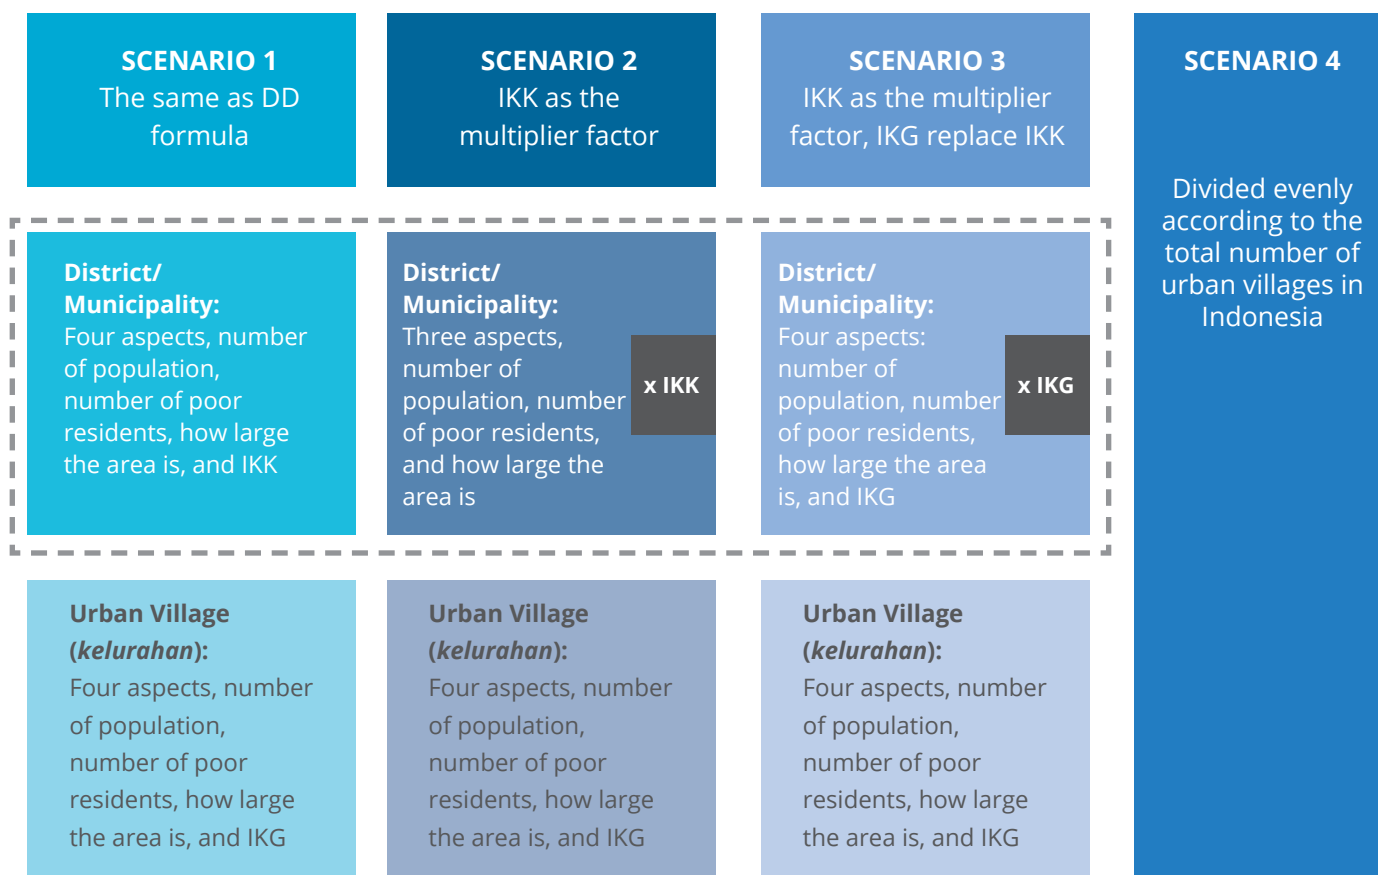 SCENARIO 1
The same as DD
formula
SCENARIO 2
IKK as the
multiplier factor
SCENARIO 3
IKK as the multiplier
factor, IKG replace IKK
SCENARIO 4
Divided evenly
according to the
total number of
urban villages in
Indonesia
District/
Municipality:
Four aspects, number
of population,
number of poor
residents, how large
the area is, and IKK
District/
Municipality:
Three aspects,
number of
population, number
of poor residents,
and how large the
area is
x IKK
District/
Municipality:
Four aspects:
number of
population, number
of poor residents,
how large the area
is, and IKG
x IKG
Urban Village
(kelurahan):
Four aspects, number
of population,
number of poor
residents, how large
the area is, and IKG
Urban Village
(kelurahan):
Four aspects, number
of population,
number of poor
residents, how large
the area is, and IKG
Urban Village
(kelurahan):
Four aspects, number
of population,
number of poor
residents, how large
the area is, and IKG